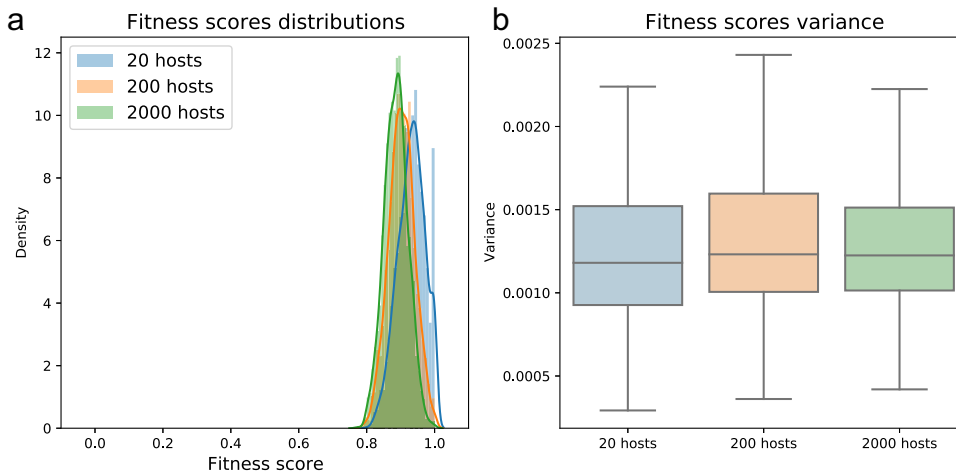 a
Fitness scores distributions
20 hosts
200 hosts
2000 hosts
12
10
8
6
4
2
0
Density
0.0 0.2 0.4 0.6 0.8 1.0
Fitness score
b
Fitness scores variance
0.0025
0.0020
0.0015
0.0010
0.0005
Variance
20 hosts 200 hosts 2000 hosts